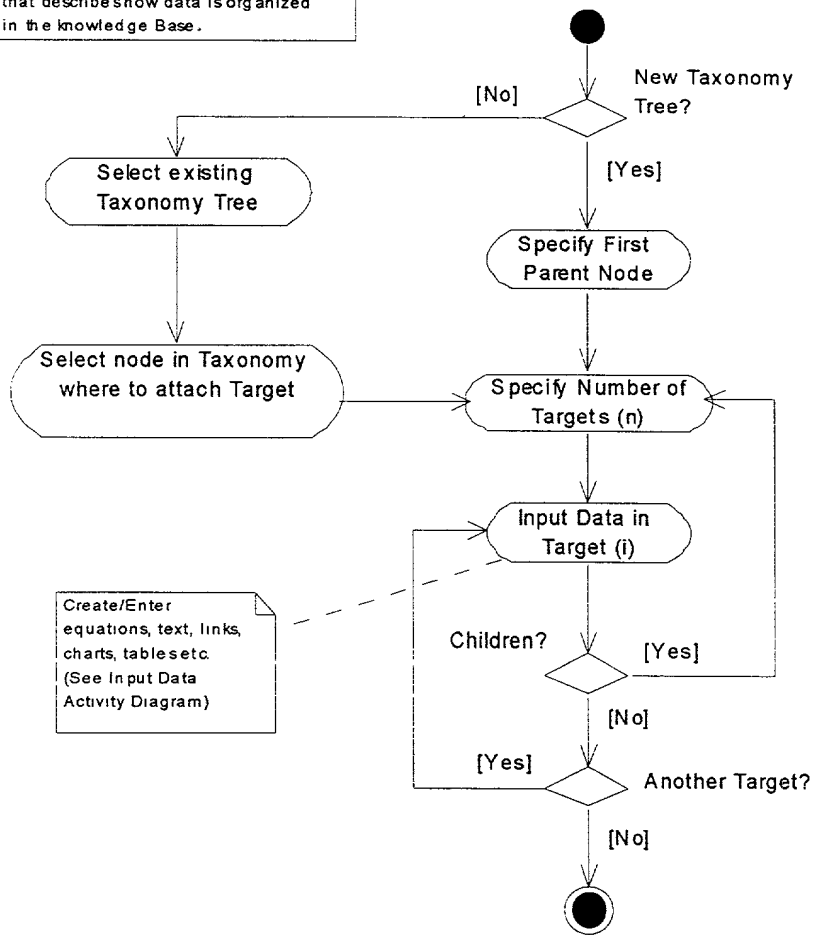 that describes how data is organized
in the knowledge Base.
New Taxonomy
Tree?
[No]
[Yes]
Select existing
Taxonomy Tree
Specify First
Parent Node
Select node in Taxonomy
where to attach Target
Specify Number of
Targets (n)
Input Data in
Target (i)
Create/Enter
equations, text, links,
charts, tables etc.
(See Input Data
Activity Diagram)
Children?
[Yes]
[No]
[Yes]
Another Target?
[No]